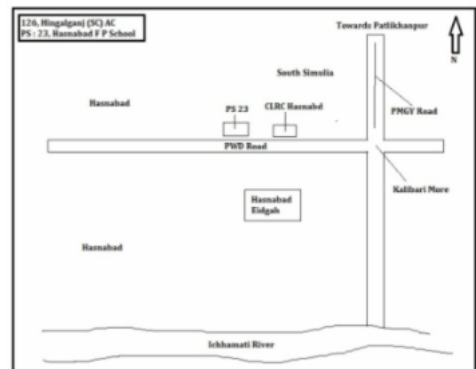 126, Hingalganj (SC) AC
PS : 23, Hasnabad F P School
Towards Patlikkanpur
N
South Simulia
Hasnabad
PS 23
CLRC Hasnabd
PMGY Road
PWD Road
Kalibari More
Hasnabad
Eidgah
Hasnabad
Ichhamati River